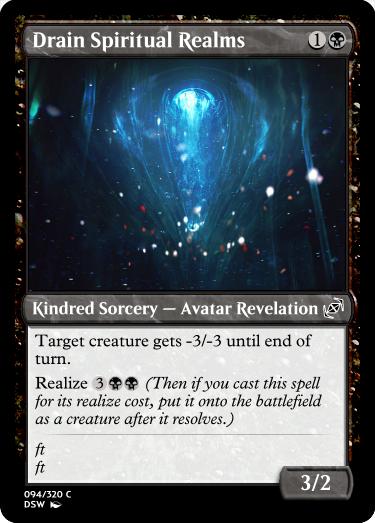 Drain Spiritual Realms 1
Kindred Sorcery — Avatar Revelation
Target creature gets -3/-3 until end of
turn.
Realize 3 (Then if you cast this spell
for its realize cost, put it onto the battlefield
as a creature after it resolves.)
ft
ft
3/2
094/320 C
DSW